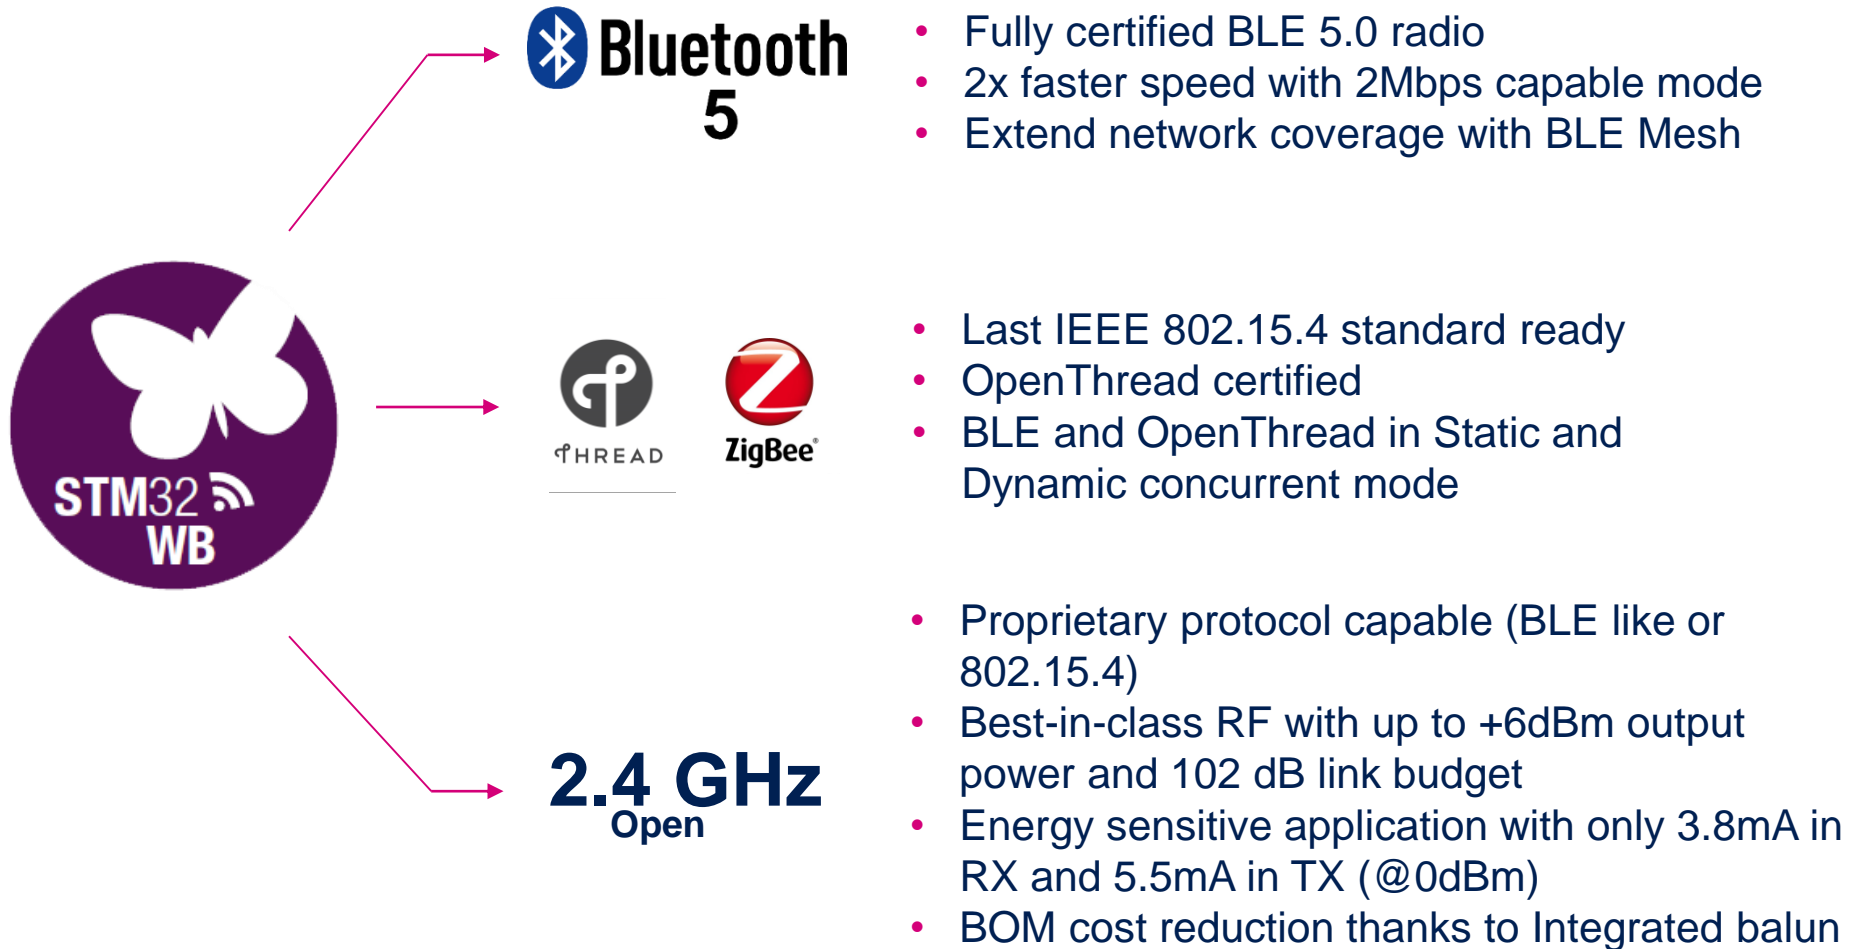 Bluetooth
5
• Fully certified BLE 5.0 radio
• 2x faster speed with 2Mbps capable mode
• Extend network coverage with BLE Mesh
STM32
WB
THREAD
ZigBee®
• Last IEEE 802.15.4 standard ready
• OpenThread certified
• BLE and OpenThread in Static and
Dynamic concurrent mode
2.4 GHz
Open
• Proprietary protocol capable (BLE like or
802.15.4)
• Best-in-class RF with up to +6dBm output
power and 102 dB link budget
• Energy sensitive application with only 3.8mA in
RX and 5.5mA in TX (@0dBm)
• BOM cost reduction thanks to Integrated balun